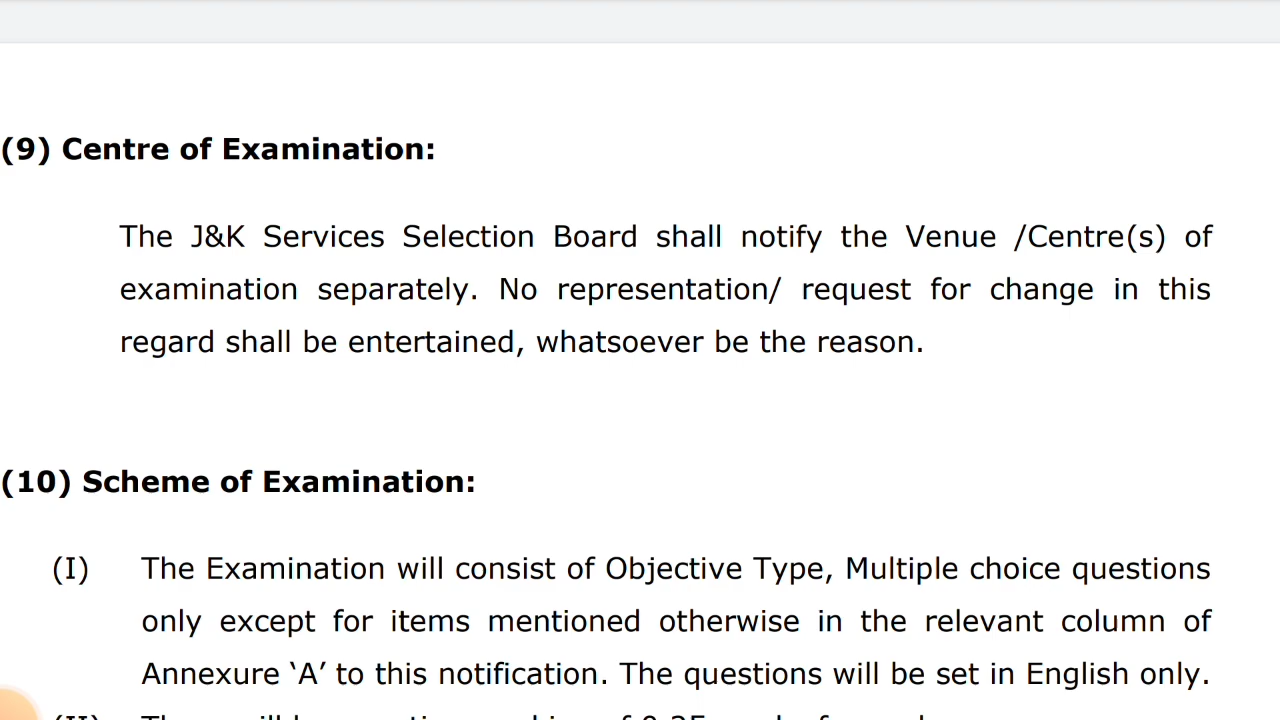 (9) Centre of Examination:
The J&K Services Selection Board shall notify the Venue /Centre(s) of
examination separately. No representation/ request for change in this
regard shall be entertained, whatsoever be the reason.
(10) Scheme of Examination:
(I) The Examination will consist of Objective Type, Multiple choice questions
only except for items mentioned otherwise in the relevant column of
Annexure ‘A’ to this notification. The questions will be set in English only.